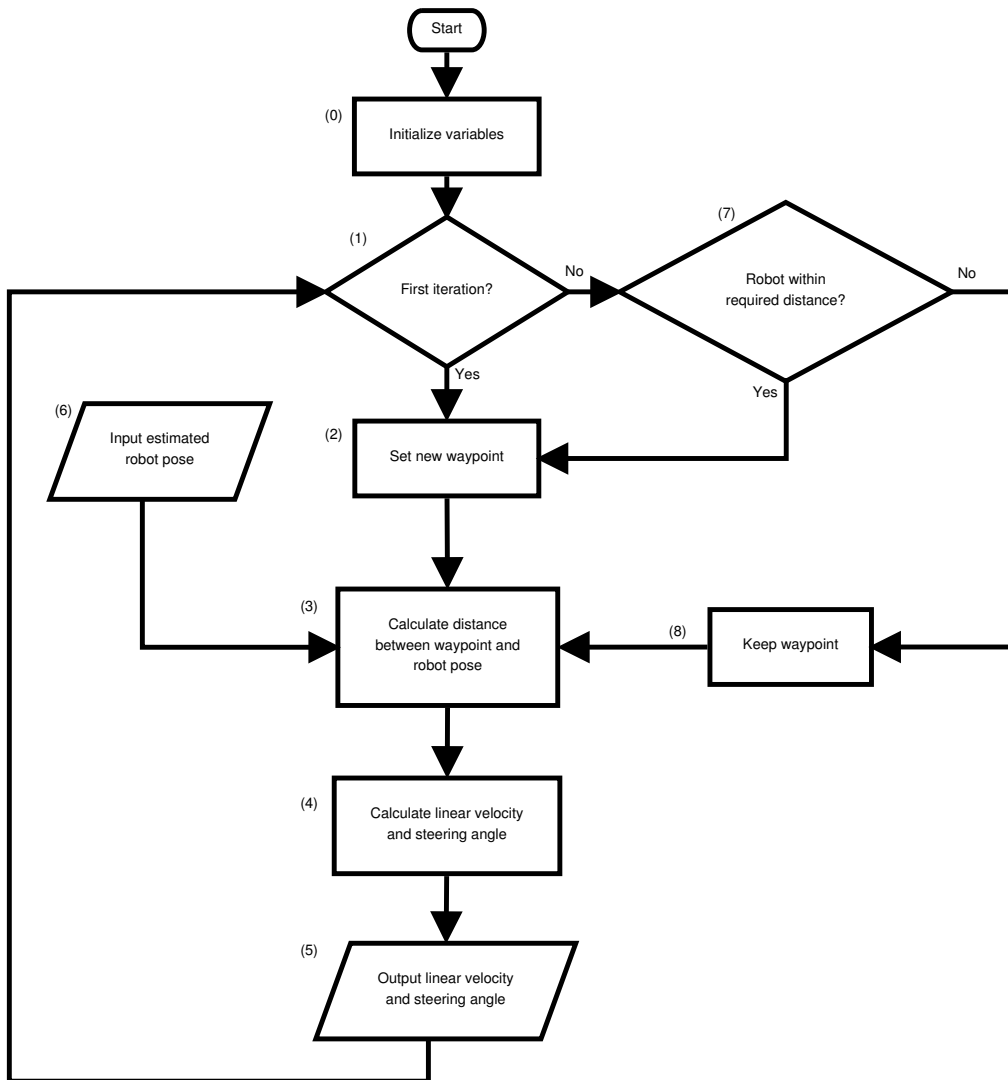 Start
(0)
Initialize variables
(1)
First iteration?
No
Yes
(7)
Robot within
required distance?
No
Yes
(6)
Input estimated
robot pose
(2)
Set new waypoint
(3)
Calculate distance
between waypoint and
robot pose
(8)
Keep waypoint
(4)
Calculate linear velocity
and steering angle
(5)
Output linear velocity
and steering angle